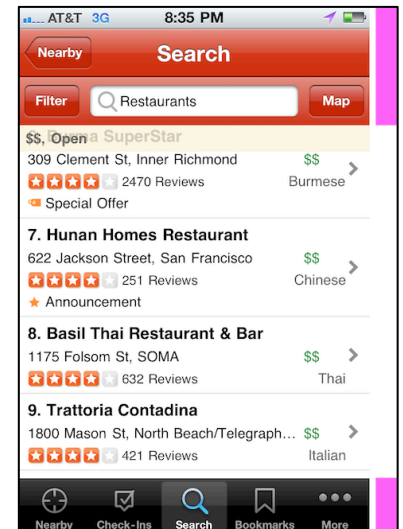 AT&T 3G 8:35 PM
Nearby Search
Filter Restaurants Map
$$, Open
Burma SuperStar
309 Clement St, Inner Richmond $$
2470 Reviews Burmese
Special Offer
7. Hunan Homes Restaurant
622 Jackson Street, San Francisco $$
251 Reviews Chinese
Announcement
8. Basil Thai Restaurant & Bar
1175 Folsom St, SOMA $$
632 Reviews Thai
9. Trattoria Contadina
1800 Mason St, North Beach/Telegraph... $$
421 Reviews Italian
Nearby Check-Ins Search Bookmarks More